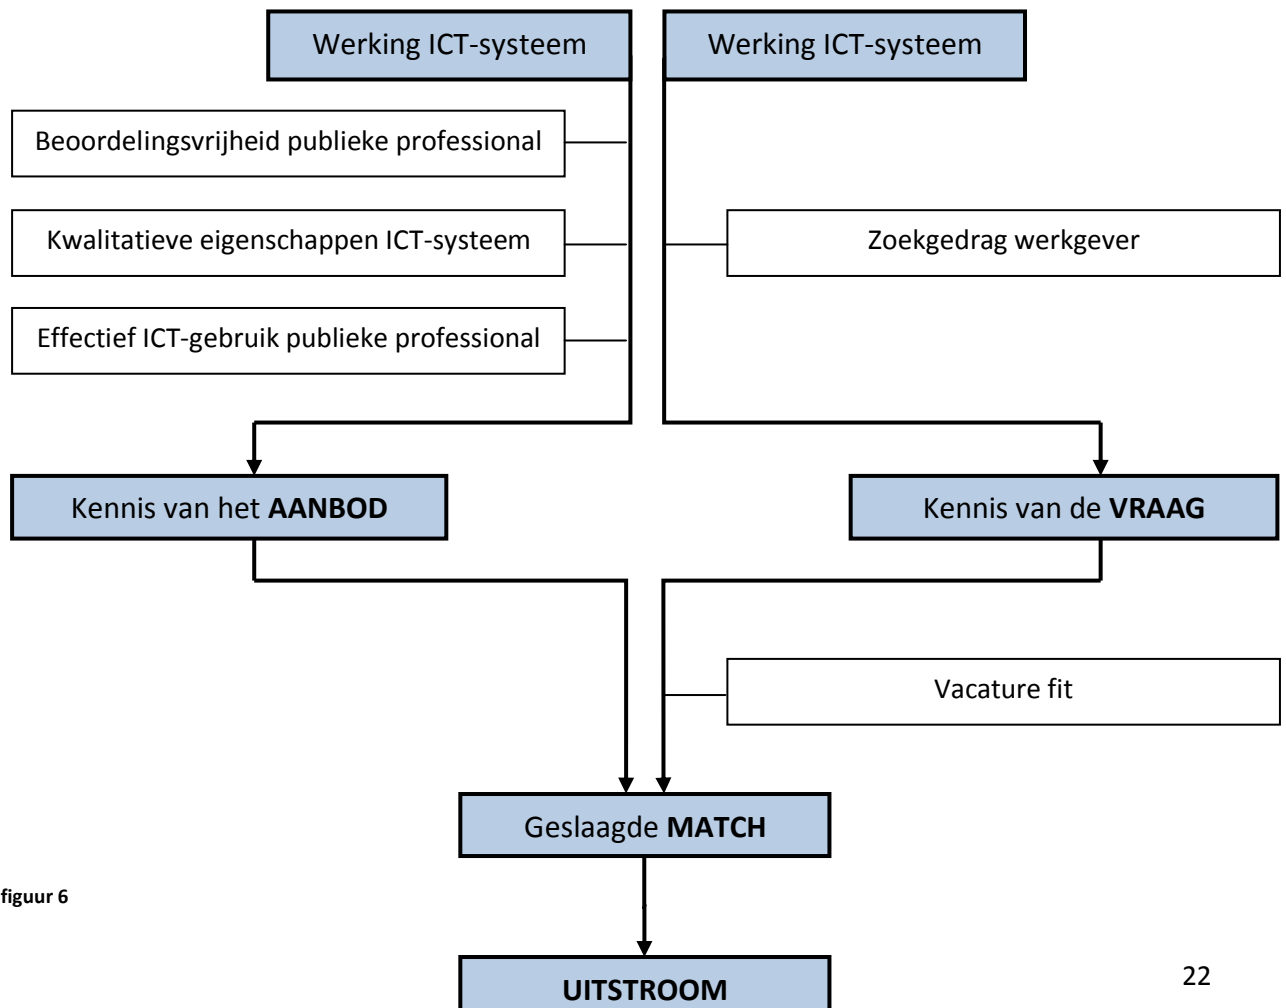 Werking ICT-systeem
Werking ICT-systeem
Beoordelingsvrijheid publieke professional
Kwalitatieve eigenschappen ICT-systeem
Zoekgedrag werkgever
Effectief ICT-gebruik publieke professional
Kennis van het AANBOD
Kennis van de VRAAG
Vacature fit
Geslaagde MATCH
figuur 6
UITSTROOM
22